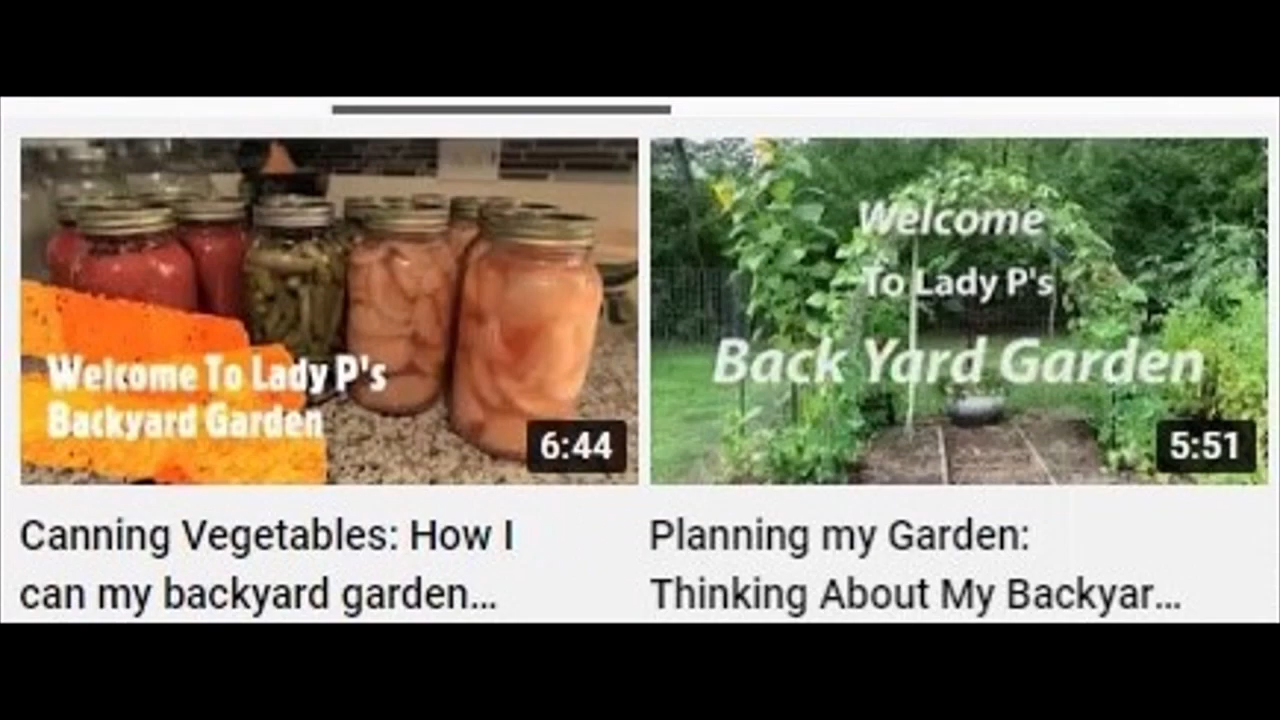 Welcome To Lady P's
Backyard Garden
6:44
Canning Vegetables: How I
can my backyard garden...
Welcome
To Lady P's
Back Yard Garden
5:51
Planning my Garden:
Thinking About My Backyar...